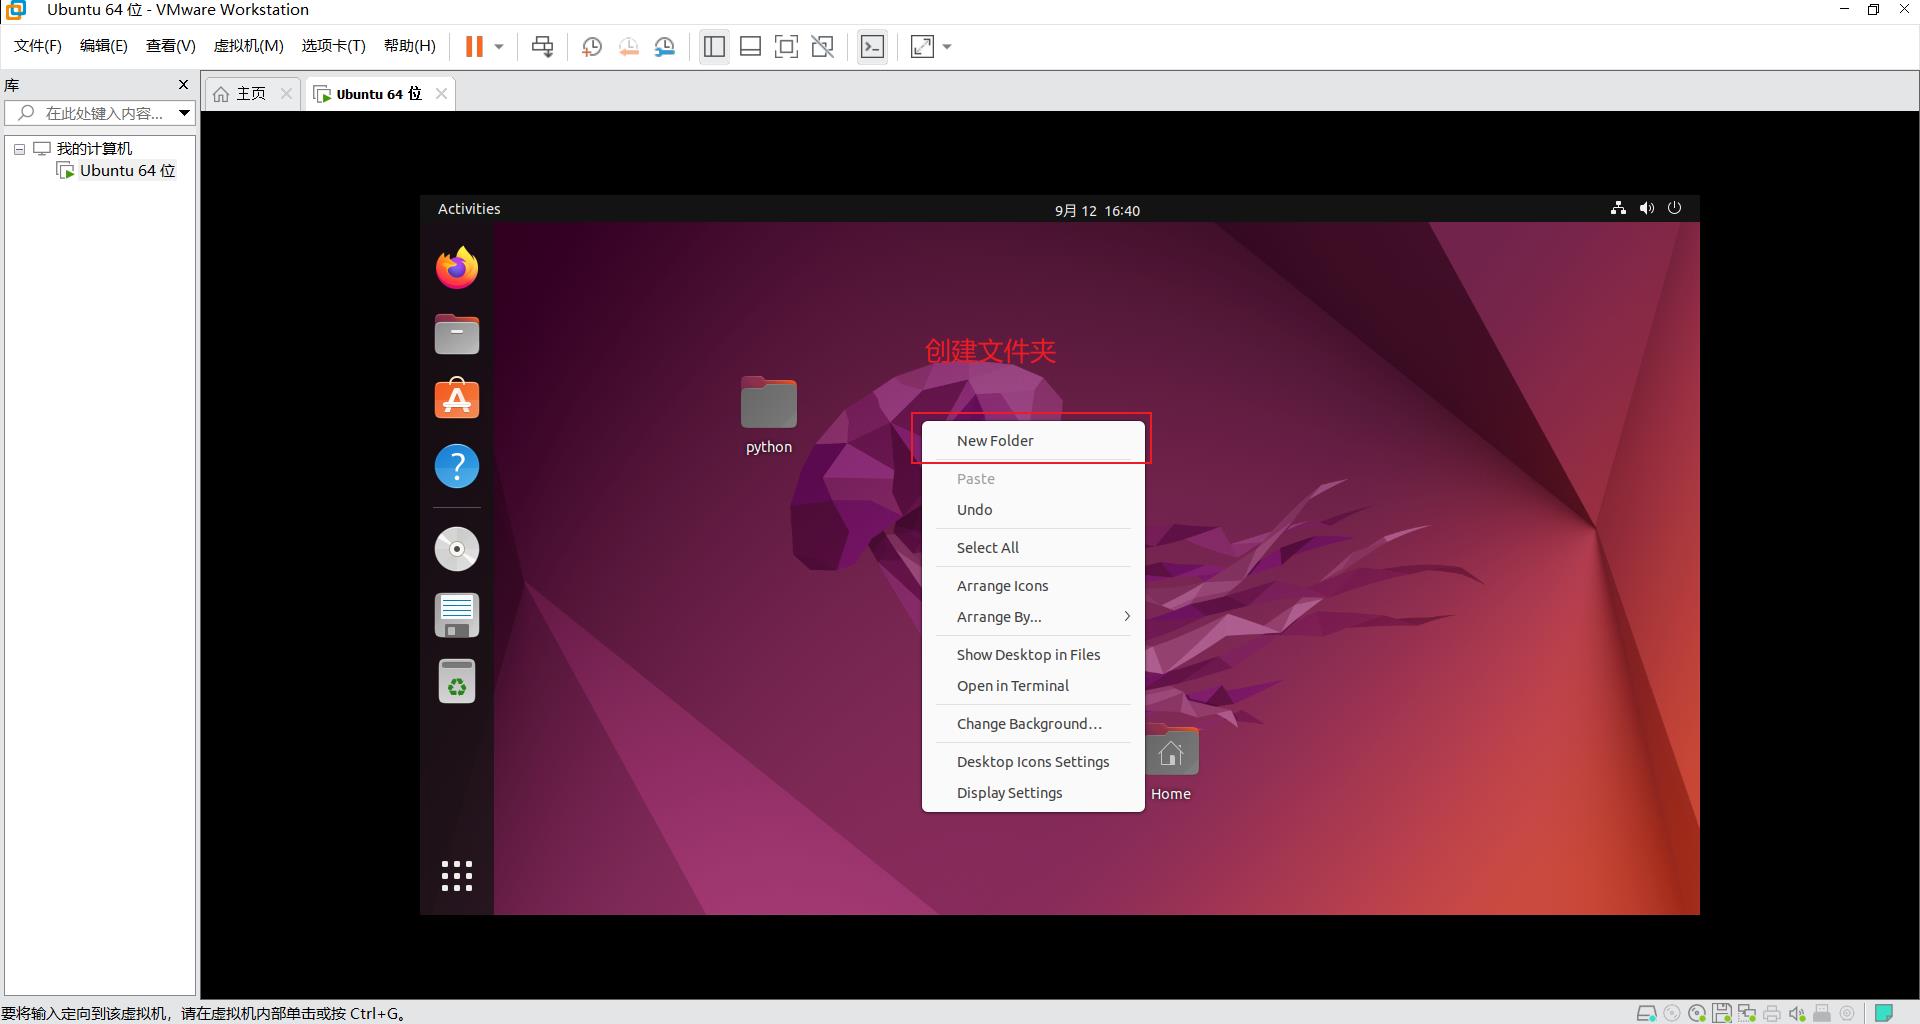 Ubuntu 64 位 - VMware Workstation
文件(F) 编辑(E) 查看(V) 虚拟机(M) 选项卡(T) 帮助(H)
库
主页
Ubuntu 64 位
在此处键入内容...
我的计算机
Ubuntu 64 位
Activities
9月 12 16:40
创建文件夹
python
New Folder
Paste
Undo
Select All
Arrange Icons
Arrange By...
Show Desktop in Files
Open in Terminal
Change Background…
Desktop Icons Settings
Display Settings
Home
要将输入定向到该虚拟机，请在虚拟机内部单击或按 Ctrl+G。